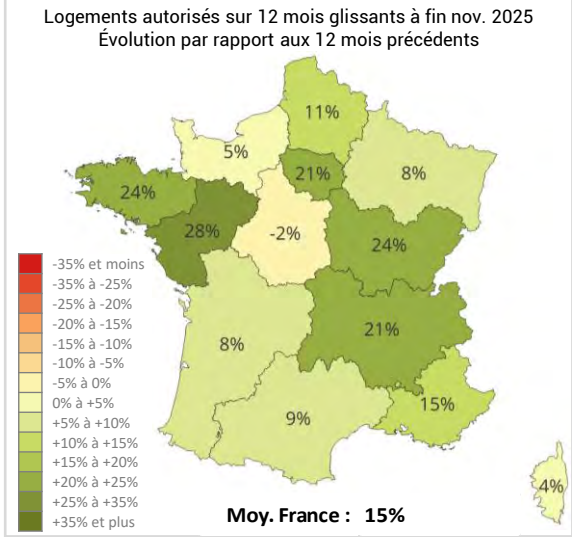 Logements autorisés sur 12 mois glissants à fin nov. 2025
Évolution par rapport aux 12 mois précédents
11%
5%
21%
8%
24%
28%
-2%
24%
8%
21%
9%
15%
4%
-35% et moins
-35% à -25%
-25% à -20%
-20% à -15%
-15% à -10%
-10% à -5%
-5% à 0%
0% à +5%
+5% à +10%
+10% à +15%
+15% à +20%
+20% à +25%
+25% à +35%
+35% et plus
Moy. France : 15%